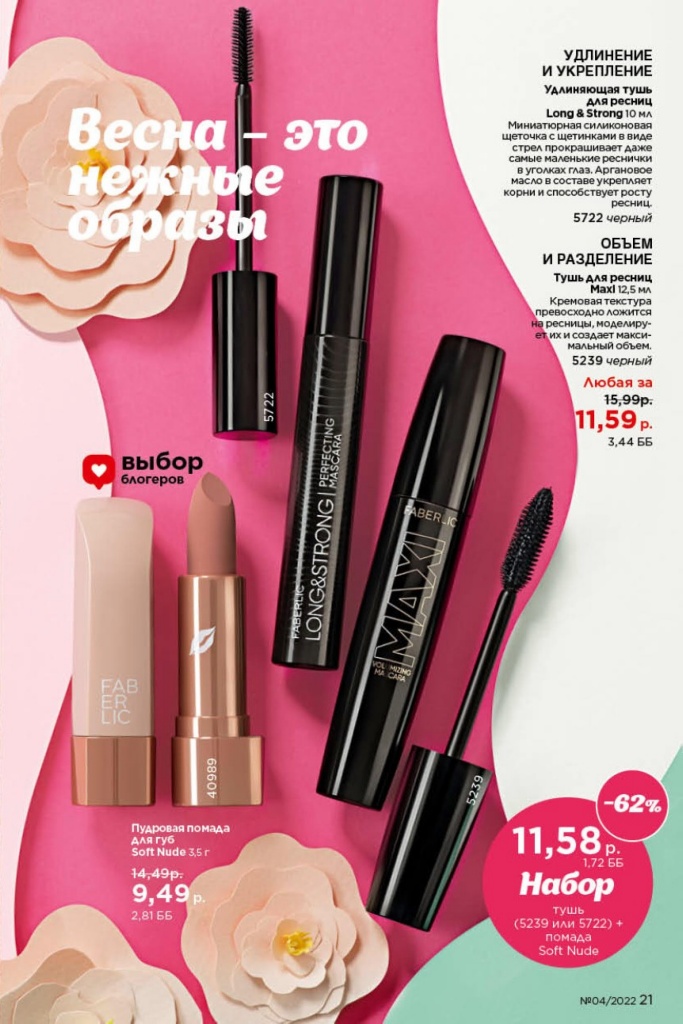 Весна – это
нежные
образы
УДЛИНЕНИЕ
И УКРЕПЛЕНИЕ
Удлиняющая тушь
для ресниц
Long & Strong 10 мл
Миниатюрная силиконовая
щеточка с щетинками в виде
стрел прокрашивает даже
самые маленькие реснички
в уголках глаз. Аргановое
масло в составе укрепляет
корни и способствует росту
ресниц.
5722 черный
ОБЪЕМ
И РАЗДЕЛЕНИЕ
Тушь для ресниц
Maxi 12,5 мл
Кремовая текстура
превосходно ложится
на ресницы, моделиру-
ет их и создает макси-
мальный объем.
5239 черный
Любая за
15,99р.
11,59 р.
3,44 ББ
5722
FABERLIC
LONG&STRONG
PERFECTING
MASCARA
FABERLIC
MAXI
VOLUMIZING
MASCARA
5239
выбор
блогеров
FAB
ER
LIC
40989
Пудровая помада
для губ
Soft Nude 3,5 г
14,49р.
9,49 р.
2,81 ББ
-62%
11,58 р.
1,72 ББ
Набор
тушь
(5239 или 5722) +
помада
Soft Nude
№04/2022 21